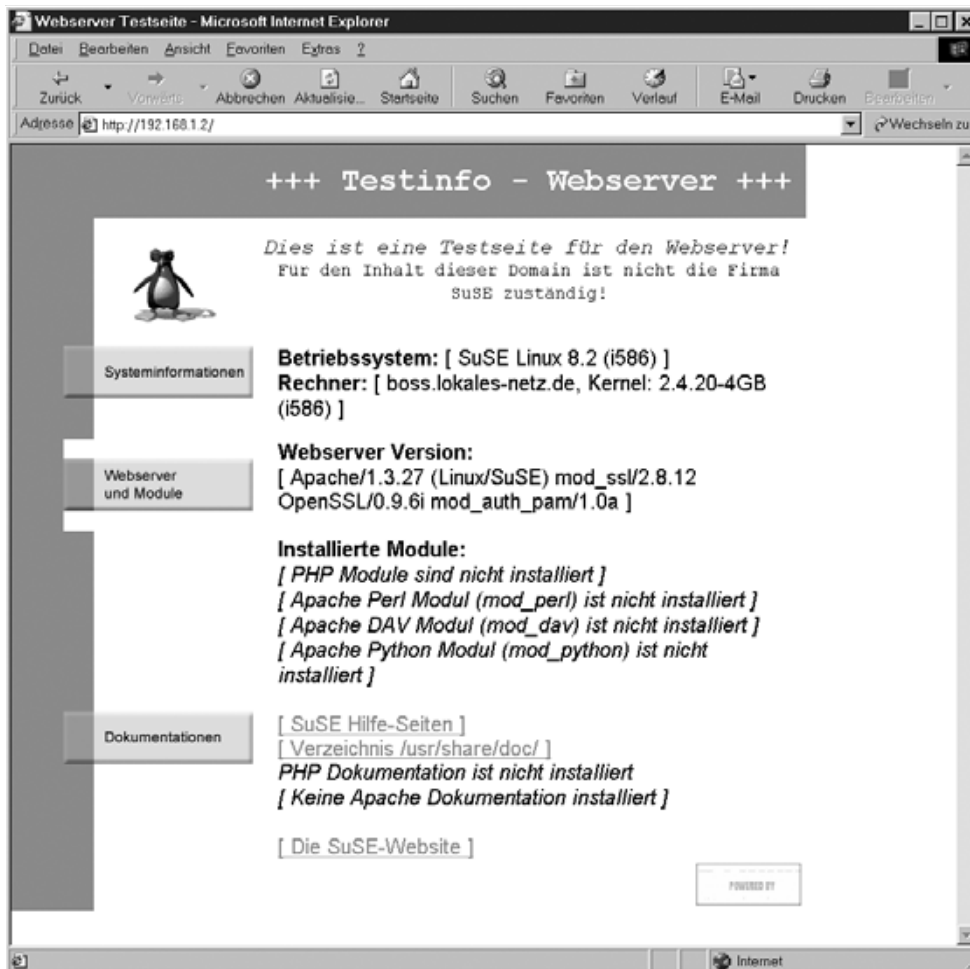 Webserver Testseite - Microsoft Internet Explorer
Datei Bearbeiten Ansicht Favoriten Extras ?
Zurück Vorwärts Abbrechen Aktualisie... Startseite Suchen Favoriten Verlauf E-Mail Drucken Bearbeiten
Adresse http://192.168.1.2/ Wechseln zu
+++ Testinfo - Webserver +++
Dies ist eine Testseite für den Webserver!
Für den Inhalt dieser Domain ist nicht die Firma
SuSE zuständig!
Systeminformationen
Betriebssystem: [ SuSE Linux 8.2 (i586) ]
Rechner: [ boss.lokales-netz.de, Kernel: 2.4.20-4GB
(i586) ]
Webserver
und Module
Webserver Version:
[ Apache/1.3.27 (Linux/SuSE) mod_ssl/2.8.12
OpenSSL/0.9.6i mod_auth_pam/1.0a ]
Installierte Module:
[ PHP Module sind nicht installiert ]
[ Apache Perl Modul (mod_perl) ist nicht installiert ]
[ Apache DAV Modul (mod_dav) ist nicht installiert ]
[ Apache Python Modul (mod_python) ist nicht
installiert ]
Dokumentationen
[ SuSE Hilfe-Seiten ]
[ Verzeichnis /usr/share/doc/ ]
PHP Dokumentation ist nicht installiert
[ Keine Apache Dokumentation installiert ]
[ Die SuSE-Website ]
POWERED BY
Internet